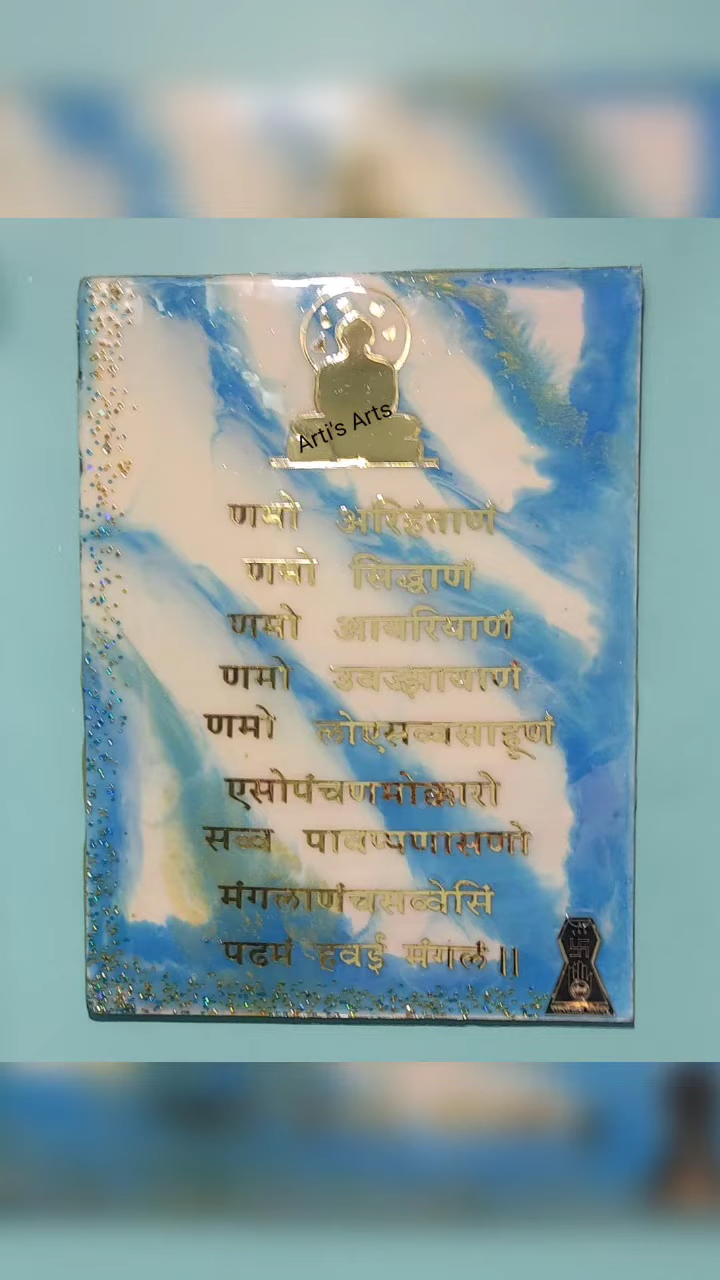 Arti's Arts
णमो अरिहंताणं
णमो सिद्धाणं
णमो आयरियाणं
णमो उवज्झायाणं
णमो लोएसव्वसाहूणं
एसोपंचणमोक्कारो
सव्व पावप्पणासणो
मंगलाणंचसव्वेसिं
पढमं हवई मंगलं।।